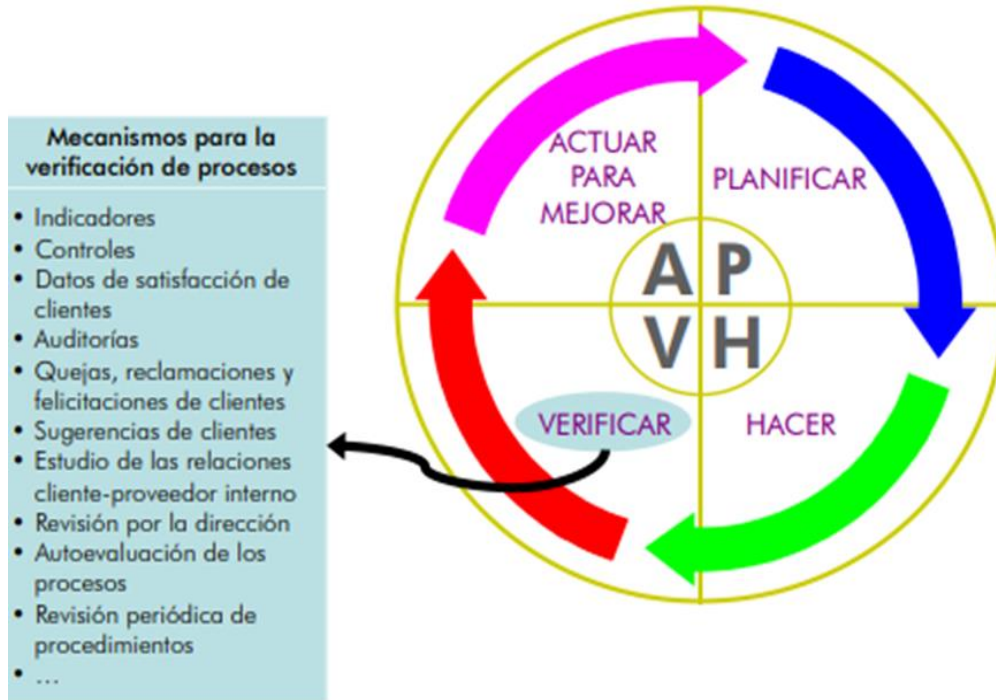 Mecanismos para la
verificación de procesos
• Indicadores
• Controles
• Datos de satisfacción de
clientes
• Auditorías
• Quejas, reclamaciones y
felicitaciones de clientes
• Sugerencias de clientes
• Estudio de las relaciones
cliente-proveedor interno
• Revisión por la dirección
• Autoevaluación de los
procesos
• Revisión periódica de
procedimientos
• ...
ACTUAR
PARA
MEJORAR
PLANIFICAR
A P
V H
VERIFICAR
HACER